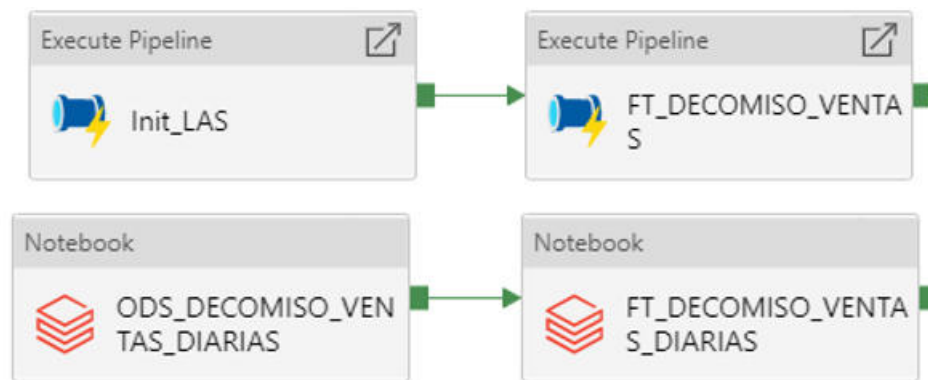 Execute Pipeline
Execute Pipeline
Init_LAS
FT_DECOMISO_VENTA
S
Notebook
Notebook
ODS_DECOMISO_VEN
TAS_DIARIAS
FT_DECOMISO_VENTA
S_DIARIAS